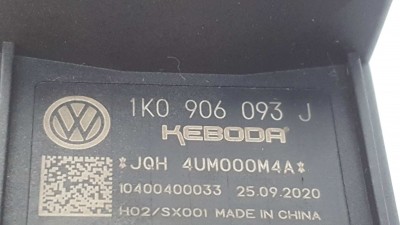 1K0 906 093 J
KEBODA
*JQH 4UM000M4A*
10400400033 25.09.2020
H02/SX001 MADE IN CHINA